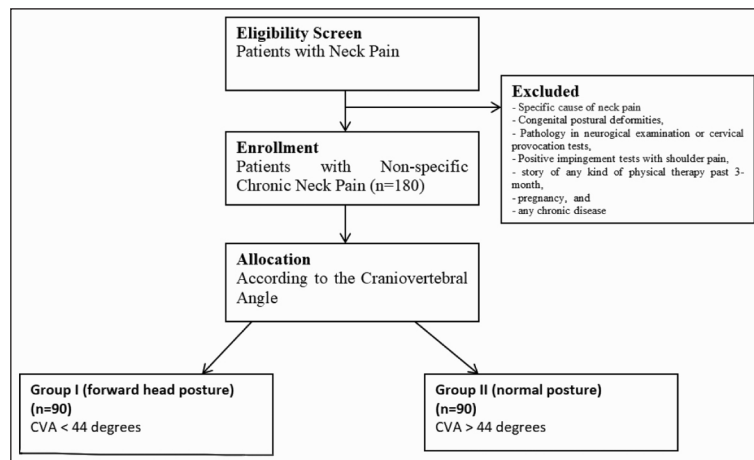 Eligibility Screen
Patients with Neck Pain
Excluded
- Specific cause of neck pain
- Congenital postural deformities,
- Pathology in neurogical examination or cervical
provocation tests,
- Positive impingement tests with shoulder pain,
- story of any kind of physical therapy past 3-
month,
- pregnancy, and
- any chronic disease
Enrollment
Patients with Non-specific
Chronic Neck Pain (n=180)
Allocation
According to the Craniovertebral
Angle
Group I (forward head posture)
(n=90)
CVA < 44 degrees
Group II (normal posture)
(n=90)
CVA > 44 degrees